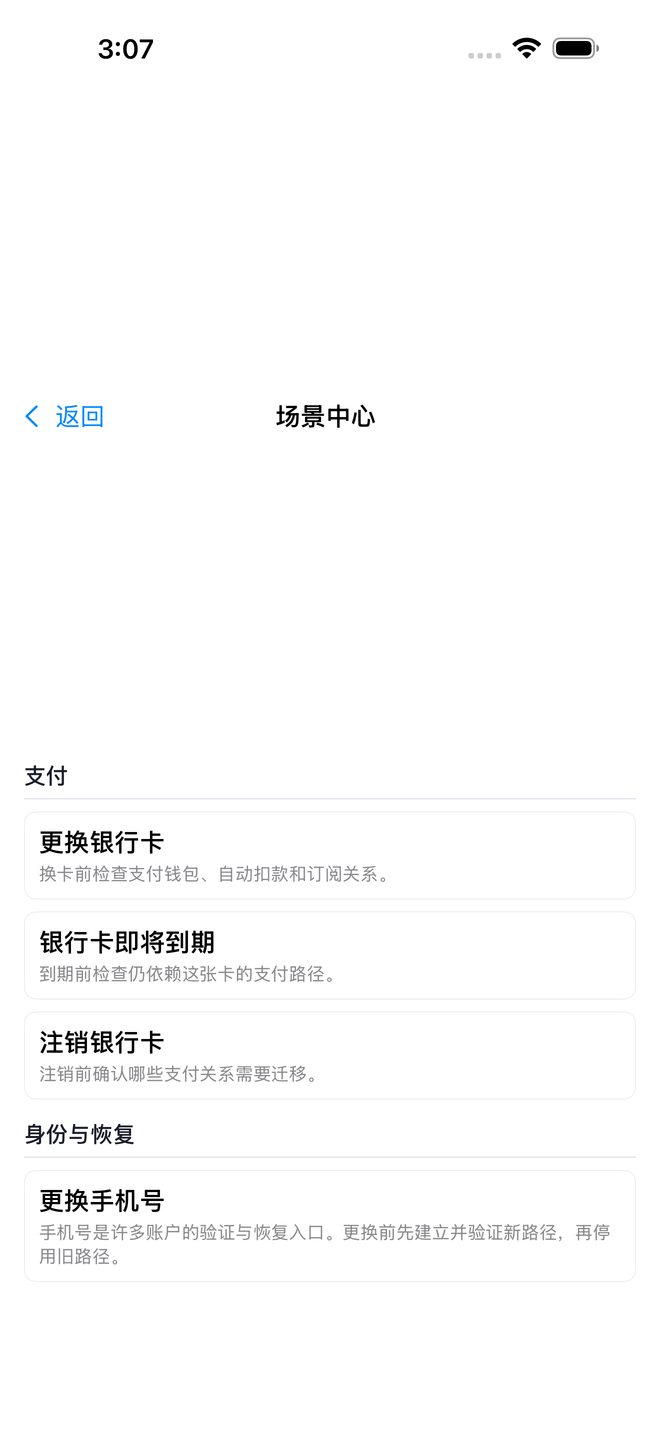 3:07
返回
场景中心
支付
更换银行卡
换卡前检查支付钱包、自动扣款和订阅关系。
银行卡即将到期
到期前检查仍依赖这张卡的支付路径。
注销银行卡
注销前确认哪些支付关系需要迁移。
身份与恢复
更换手机号
手机号是许多账户的验证与恢复入口。更换前先建立并验证新路径，再停
用旧路径。